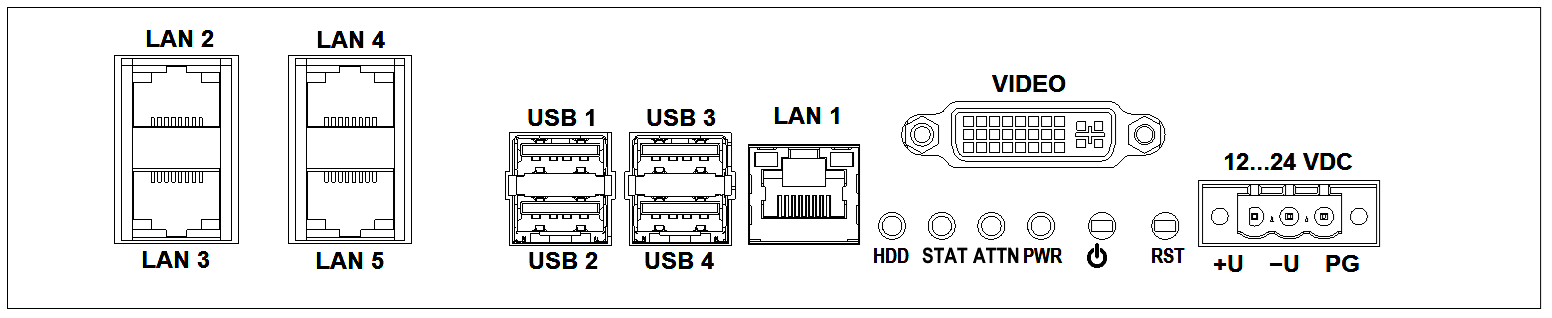 LAN 2
LAN 4
LAN 3
LAN 5
USB 1
USB 3
USB 2
USB 4
LAN 1
VIDEO
HDD STAT ATTN PWR RST
12...24 VDC
+U −U PG